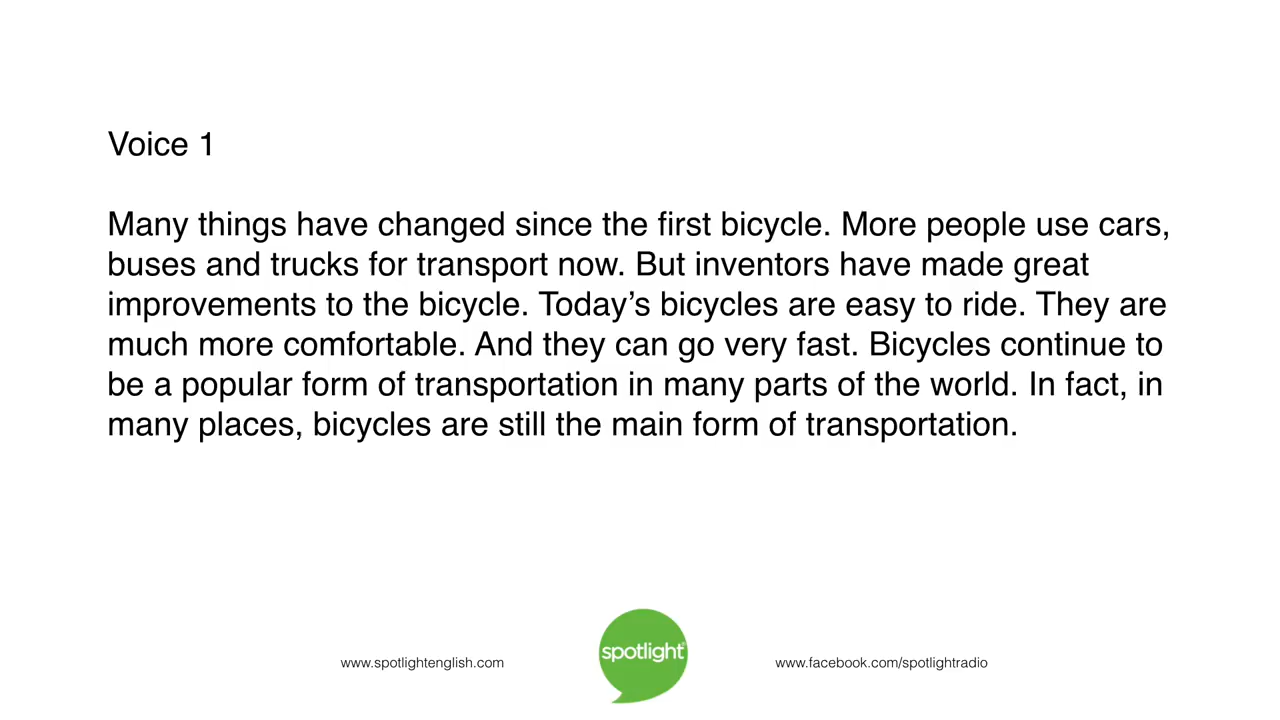 Voice 1
Many things have changed since the first bicycle. More people use cars,
buses and trucks for transport now. But inventors have made great
improvements to the bicycle. Today’s bicycles are easy to ride. They are
much more comfortable. And they can go very fast. Bicycles continue to
be a popular form of transportation in many parts of the world. In fact, in
many places, bicycles are still the main form of transportation.
www.spotlightenglish.com
spotlight®
www.facebook.com/spotlightradio